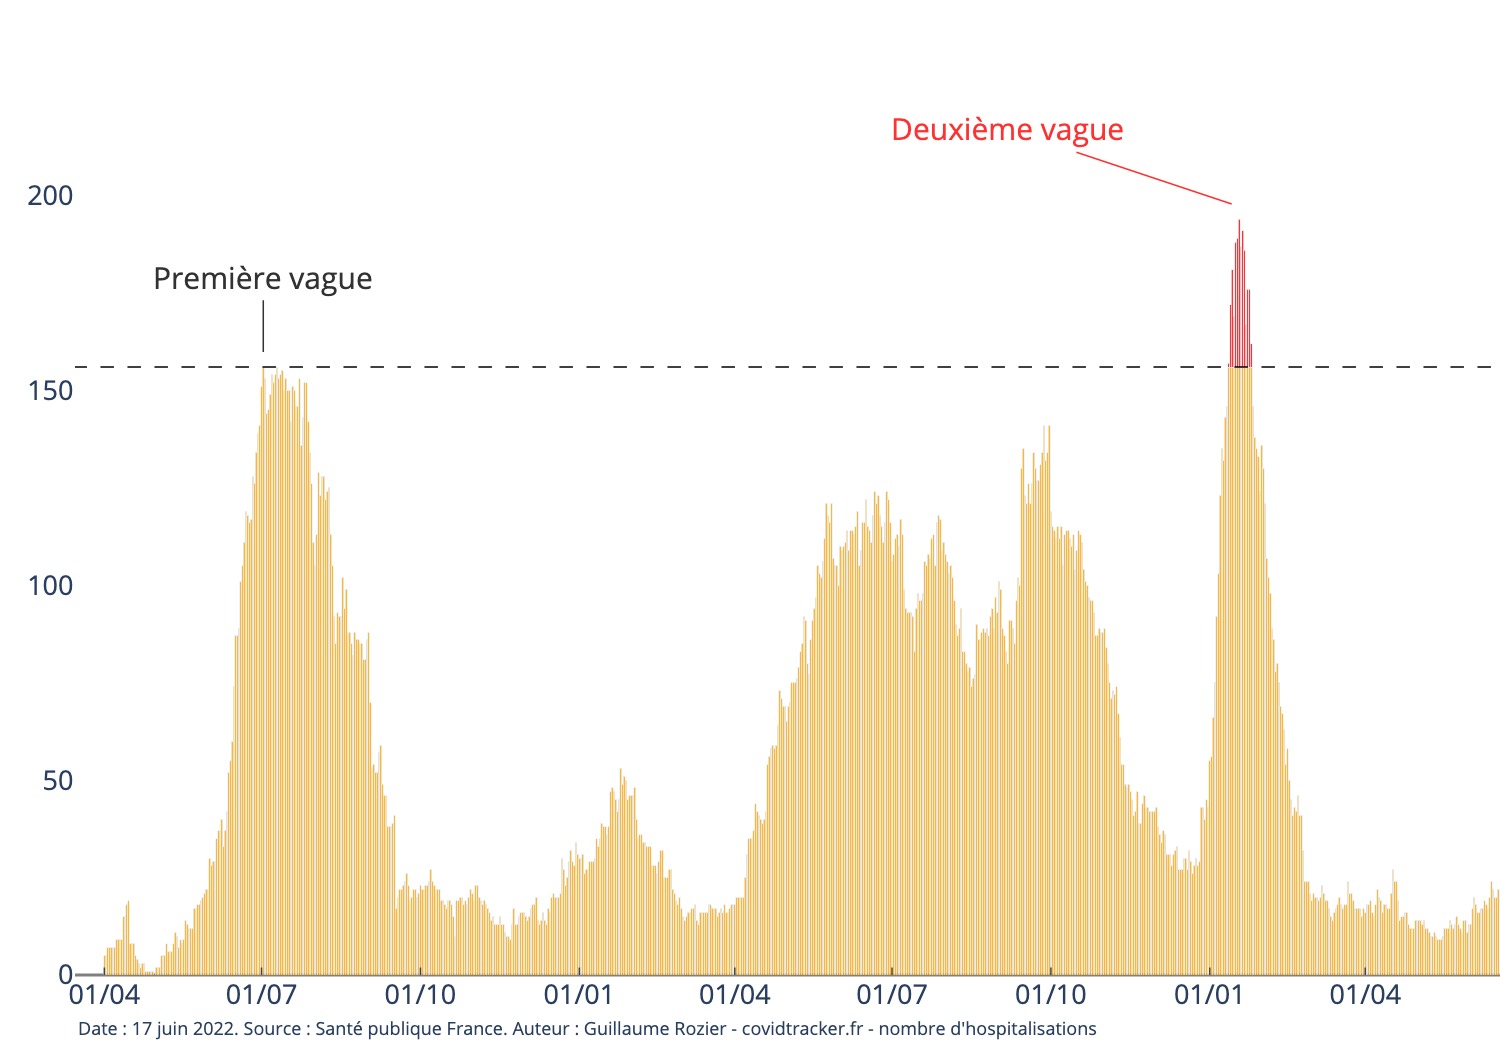 Deuxième vague
200
Première vague
150
100
50
0
01/04 01/07 01/10 01/01 01/04 01/07 01/10 01/01 01/04
Date : 17 juin 2022. Source : Santé publique France. Auteur : Guillaume Rozier - covidtracker.fr - nombre d'hospitalisations